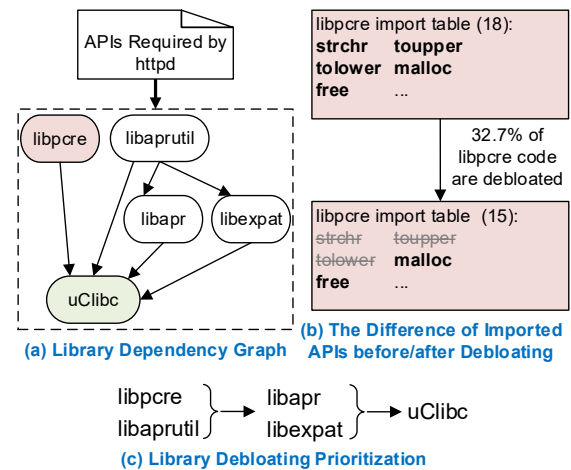 APIs Required by
httpd
libpcre
libaprutil
libapr
libexpat
uClibc
(a) Library Dependency Graph
libpcre import table (18):
strchr toupper
tolower malloc
free ...
32.7% of
libpcre code
are debloated
libpcre import table (15):
strchr toupper
tolower malloc
free ...
(b) The Difference of Imported
APIs before/after Debloating
libpcre
libaprutil
libapr
libexpat
uClibc
(c) Library Debloating Prioritization